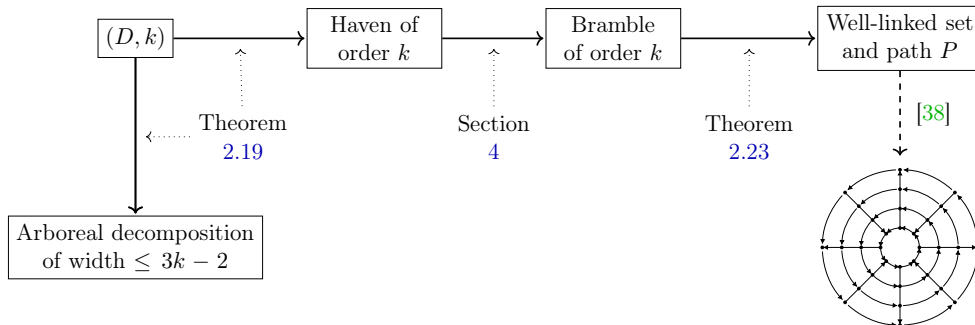 (D, k)
Haven of
order k
Bramble
of order k
Well-linked set
and path P
Theorem
2.19
Section
4
Theorem
2.23
[38]
Arboreal decomposition
of width ≤ 3k − 2